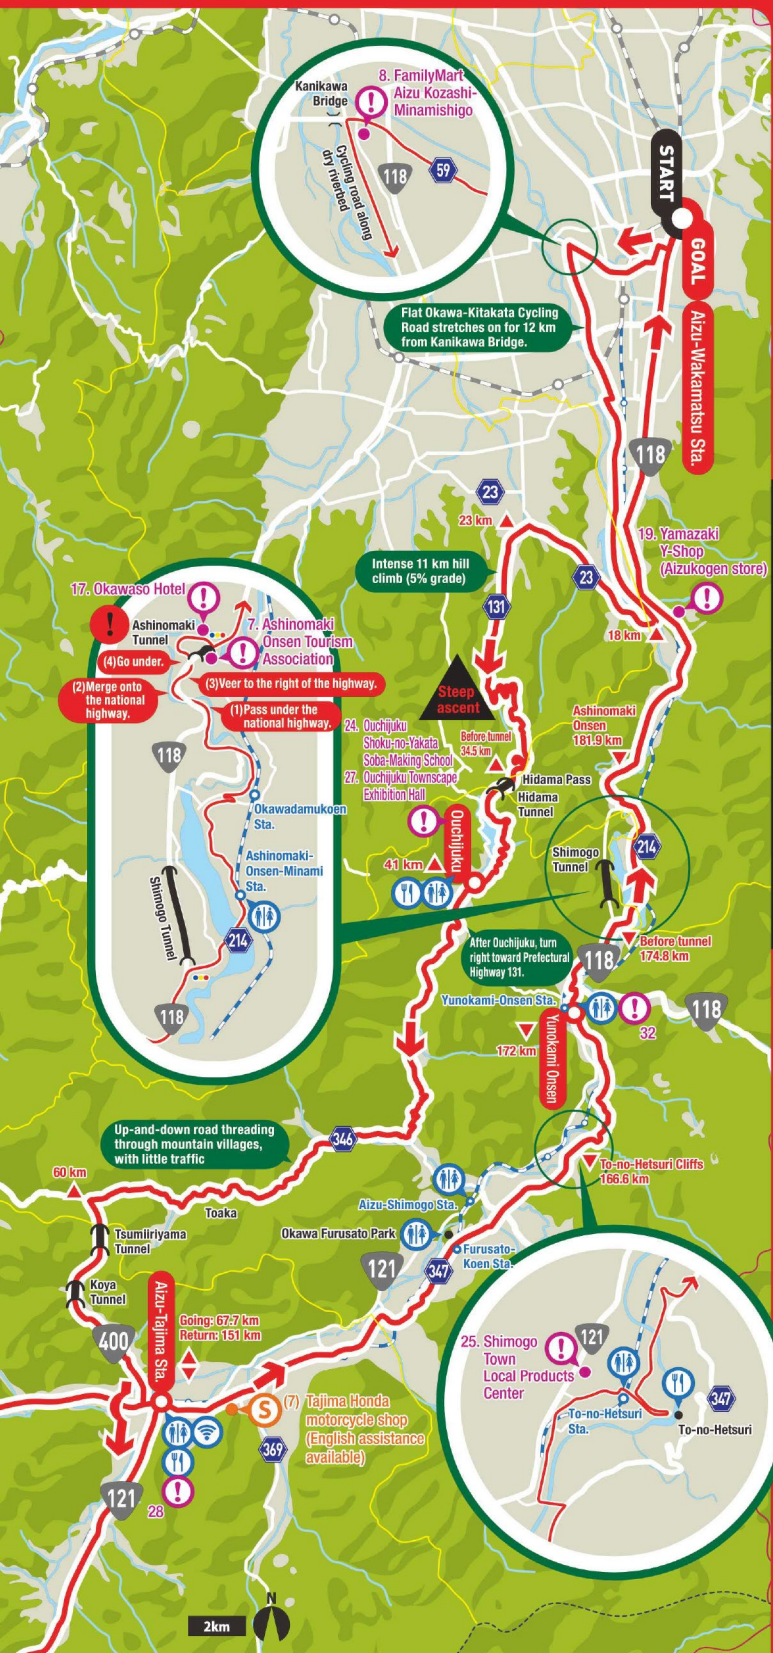 Kanikawa
Bridge
8. FamilyMart
Aizu Kozashi-
Minamishigo
Cycling road along
dry riverbed
118
59
START
GOAL
Aizu-Wakamatsu Sta.
Flat Okawa-Kitakata Cycling
Road stretches on for 12 km
from Kanikawa Bridge.
118
23
23 km
19. Yamazaki
Y-Shop
(Aizukogen store)
Intense 11 km hill
climb (5% grade)
23
131
18 km
17. Okawaso Hotel
Ashinomaki
Tunnel
7. Ashinomaki
Onsen Tourism
Association
(4)Go under.
(3)Veer to the right of the highway.
(2)Merge onto
the national
highway.
(1)Pass under the
national highway.
118
Okawadamukoen
Sta.
Ashinomaki-
Onsen-Minami
Sta.
Shimogo Tunnel
214
118
Steep
ascent
Ashinomaki
Onsen
181.9 km
24. Ouchijuku
Shoku-no-Yakata
Soba-Making School
27. Ouchijuku Townscape
Exhibition Hall
Before tunnel
34.5 km
Hidama Pass
Hidama
Tunnel
Ouchijuku
41 km
Shimogo
Tunnel
214
After Ouchijuku, turn
right toward Prefectural
Highway 131.
118
Before tunnel
174.8 km
Yunokami-Onsen Sta.
Yunokami Onsen
172 km
32
118
Up-and-down road threading
through mountain villages,
with little traffic
346
60 km
Toaka
To-no-Hetsuri Cliffs
166.6 km
Aizu-Shimogo Sta.
Okawa Furusato Park
Furusato-
Koen Sta.
Tsumiiriyama
Tunnel
Koya
Tunnel
121
347
400
Aizu-Tajima Sta.
Going: 67.7 km
Return: 151 km
S
(7) Tajima Honda
motorcycle shop
(English assistance
available)
369
121
28
25. Shimogo
Town
Local Products
Center
121
To-no-Hetsuri
Sta.
347
To-no-Hetsuri
N
2km